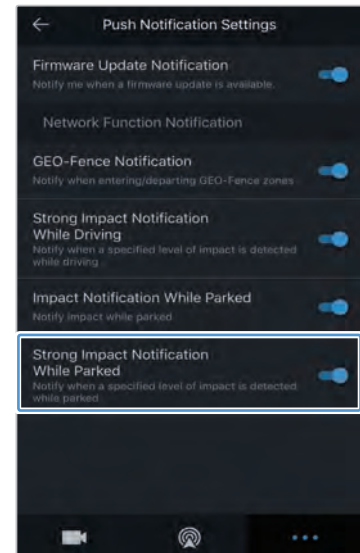 Push Notification Settings
Firmware Update Notification
Notify me when a firmware update is available.
Network Function Notification
GEO-Fence Notification
Notify when entering/departing GEO-Fence zones
Strong Impact Notification
While Driving
Notify when a specified level of impact is detected
while driving
Impact Notification While Parked
Notify impact while parked
Strong Impact Notification
While Parked
Notify when a specified level of impact is detected
while parked